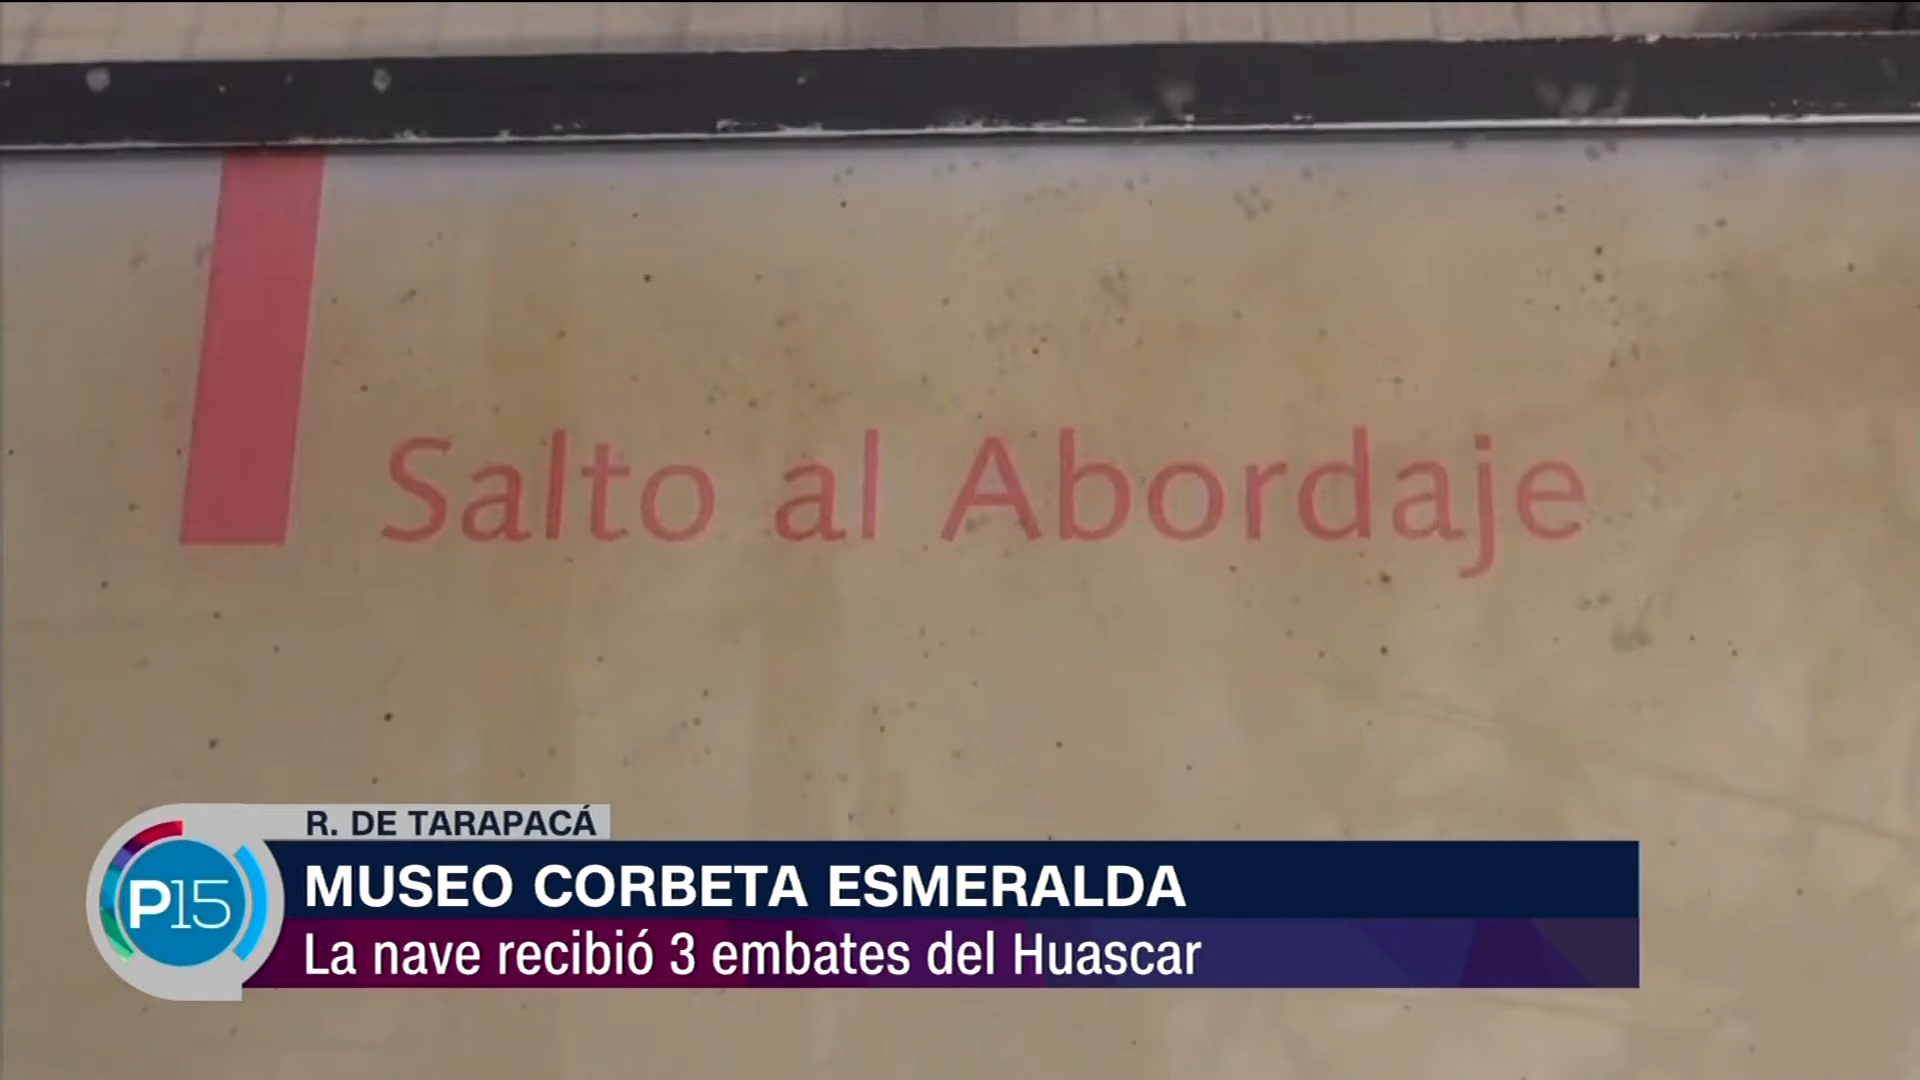 Salto al Abordaje
R. DE TARAPACÁ
MUSEO CORBETA ESMERALDA
P15
La nave recibió 3 embates del Huascar